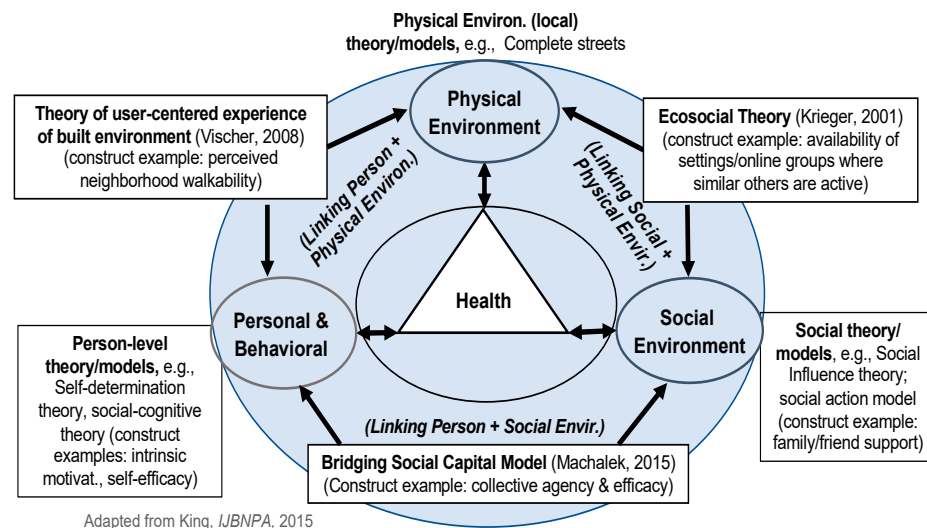 Physical Environ. (local)
theory/models, e.g., Complete streets
Physical
Environment
Theory of user-centered experience
of built environment (Vischer, 2008)
(construct example: perceived
neighborhood walkability)
Ecosocial Theory (Krieger, 2001)
(construct example: availability of
settings/online groups where
similar others are active)
(Linking Person +
Physical Environ.)
(Linking Social +
Physical Envir.)
Health
Personal &
Behavioral
Social
Environment
Person-level
theory/models, e.g.,
Self-determination
theory, social-cognitive
theory (construct
examples: intrinsic
motivat., self-efficacy)
Social theory/
models, e.g., Social
Influence theory;
social action model
(construct example:
family/friend support)
(Linking Person + Social Envir.)
Bridging Social Capital Model (Machalek, 2015)
(Construct example: collective agency & efficacy)
Adapted from King, IJBNPA, 2015